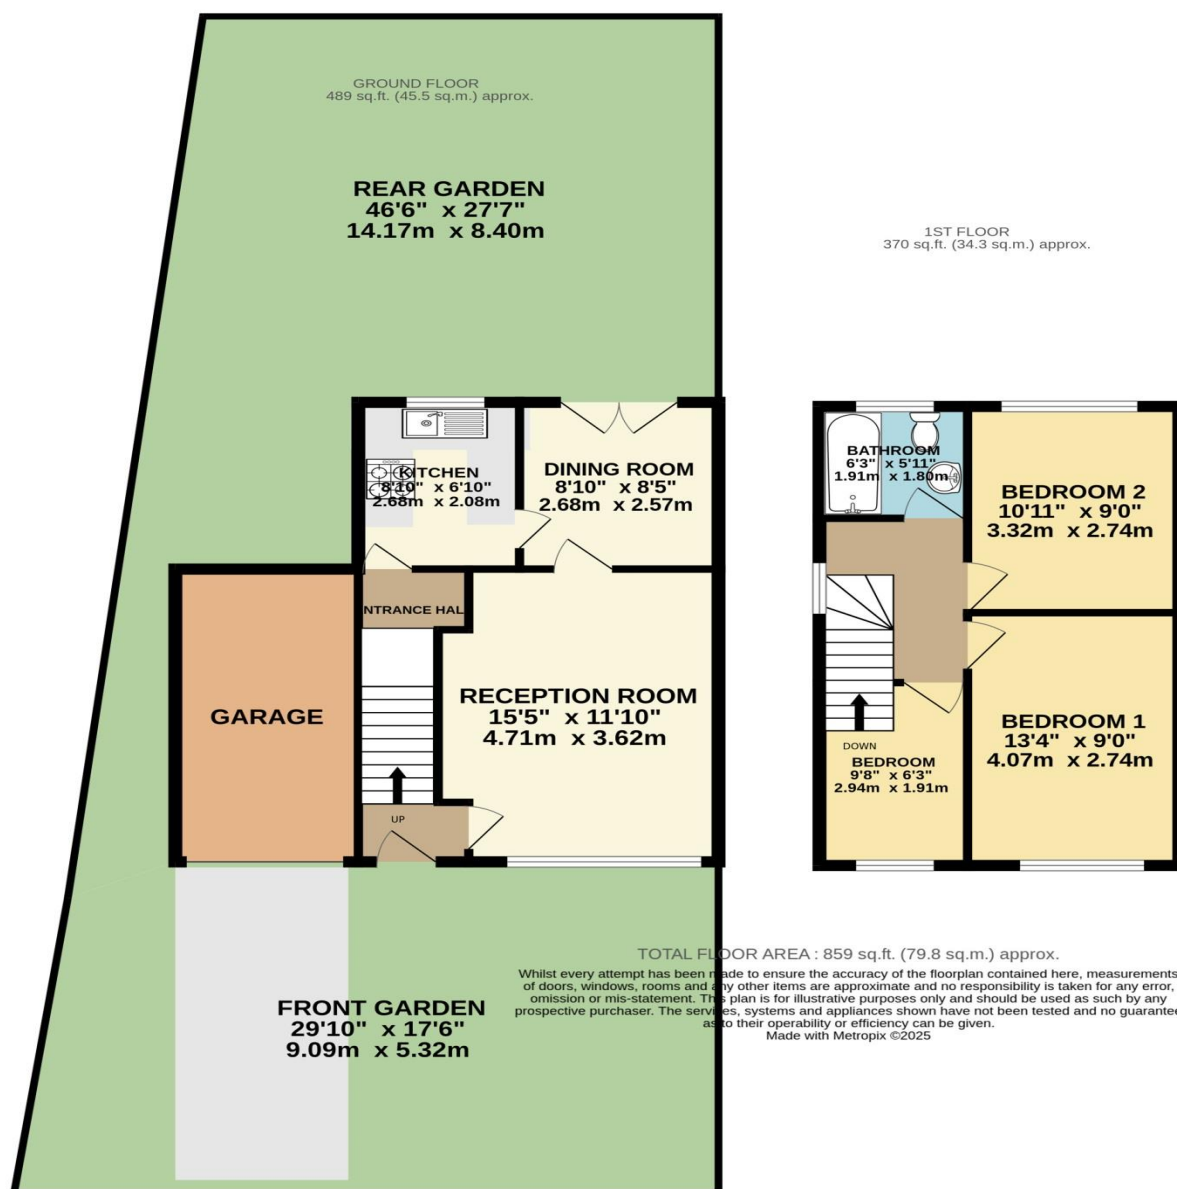 GROUND FLOOR
489 sq.ft. (45.5 sq.m.) approx.
REAR GARDEN
46'6" x 27'7"
14.17m x 8.40m
1ST FLOOR
370 sq.ft. (34.3 sq.m.) approx.
KITCHEN
8'10" x 6'10"
2.68m x 2.08m
DINING ROOM
8'10" x 8'5"
2.68m x 2.57m
BATHROOM
6'3" x 5'11"
1.91m x 1.80m
BEDROOM 2
10'11" x 9'0"
3.32m x 2.74m
NTRANCE HAL
GARAGE
RECEPTION ROOM
15'5" x 11'10"
4.71m x 3.62m
UP
DOWN
BEDROOM
9'8" x 6'3"
2.94m x 1.91m
BEDROOM 1
13'4" x 9'0"
4.07m x 2.74m
FRONT GARDEN
29'10" x 17'6"
9.09m x 5.32m
TOTAL FLOOR AREA : 859 sq.ft. (79.8 sq.m.) approx.
Whilst every attempt has been made to ensure the accuracy of the floorplan contained here, measurements
of doors, windows, rooms and any other items are approximate and no responsibility is taken for any error,
omission or mis-statement. This plan is for illustrative purposes only and should be used as such by any
prospective purchaser. The services, systems and appliances shown have not been tested and no guarantee
as to their operability or efficiency can be given.
Made with Metropix ©2025